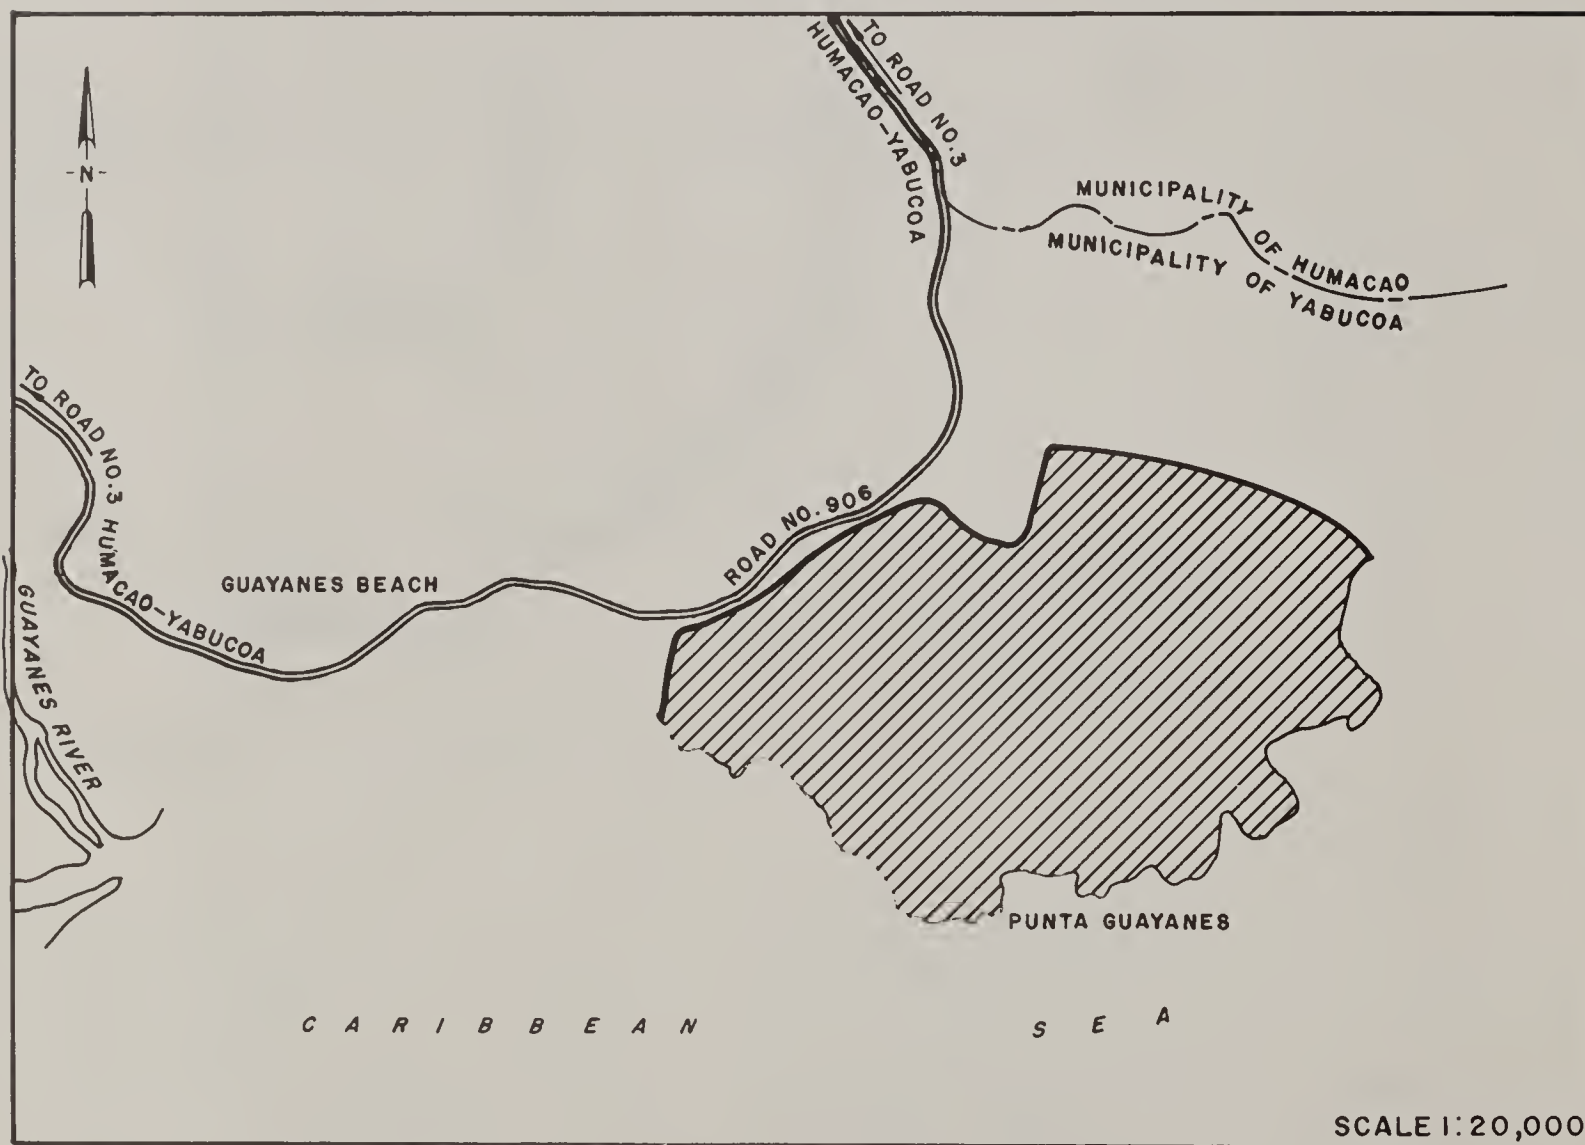 TO ROAD NO.3
HUMACAO-YABUCOA
-N-
MUNICIPALITY OF HUMACAO
MUNICIPALITY OF YABUCOA
TO ROAD NO.3 HUMACAO-YABUCOA
ROAD NO. 906
GUAYANES BEACH
GUAYANES RIVER
PUNTA GUAYANES
CARIBBEAN SEA
SCALE 1:20,000